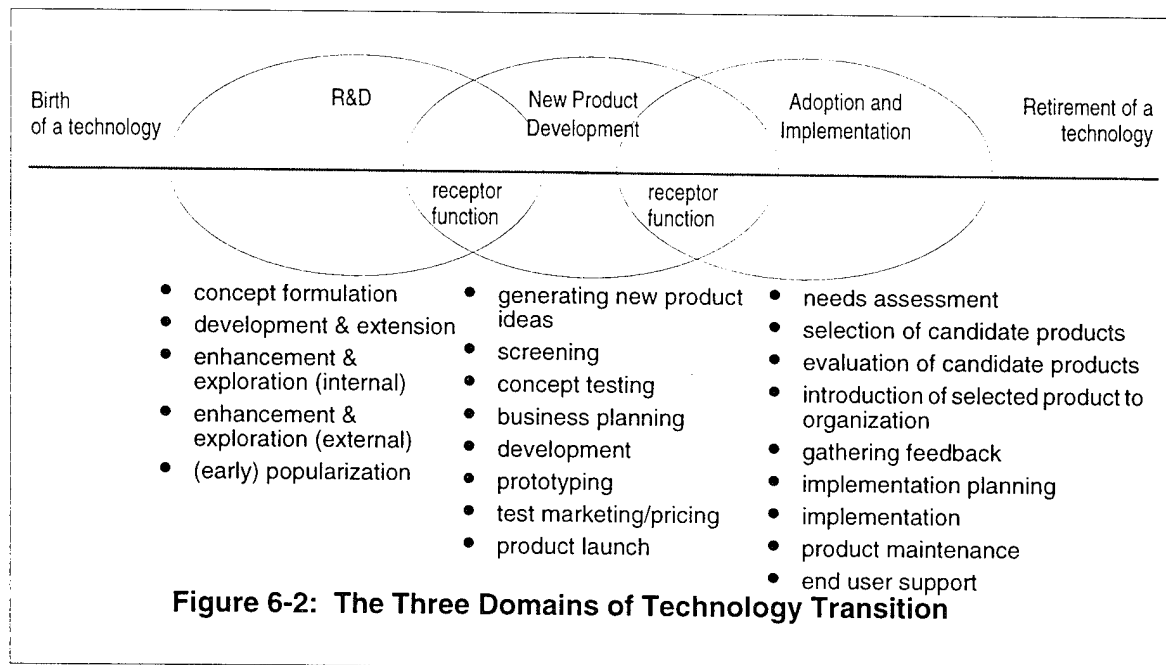 Birth
of a technology
R&D
New Product
Development
Adoption and
Implementation
Retirement of a
technology
receptor
function
receptor
function
• concept formulation
• development & extension
• enhancement &
exploration (internal)
• enhancement &
exploration (external)
• (early) popularization
• generating new product
ideas
• screening
• concept testing
• business planning
• development
• prototyping
• test marketing/pricing
• product launch
• needs assessment
• selection of candidate products
• evaluation of candidate products
• introduction of selected product to
organization
• gathering feedback
• implementation planning
• implementation
• product maintenance
• end user support
Figure 6-2: The Three Domains of Technology Transition